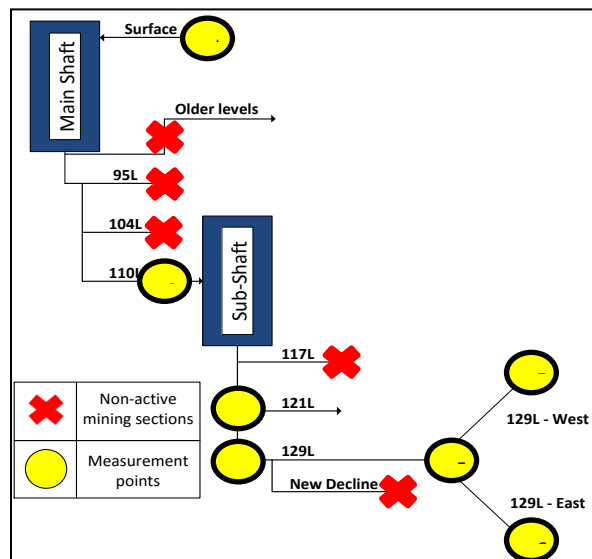 Surface
Main Shaft
Older levels
95L
104L
110L
Sub-Shaft
117L
121L
129L - West
129L
New Decline
129L - East
Non-active
mining sections
Measurement
points